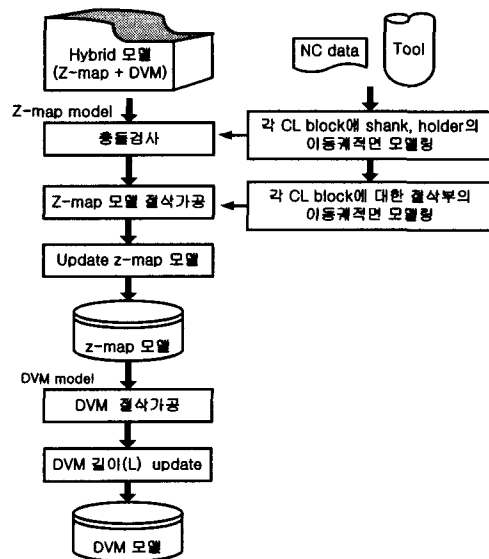 Hybrid 모델
(Z-map + DVM)
NC data
Tool
Z-map model
충돌검사
각 CL block에 shank, holder의
이동궤적면 모델링
Z-map 모델 절삭가공
각 CL block에 대한 절삭부의
이동궤적면 모델링
Update z-map 모델
z-map 모델
DVM model
DVM 절삭가공
DVM 길이(L) update
DVM 모델